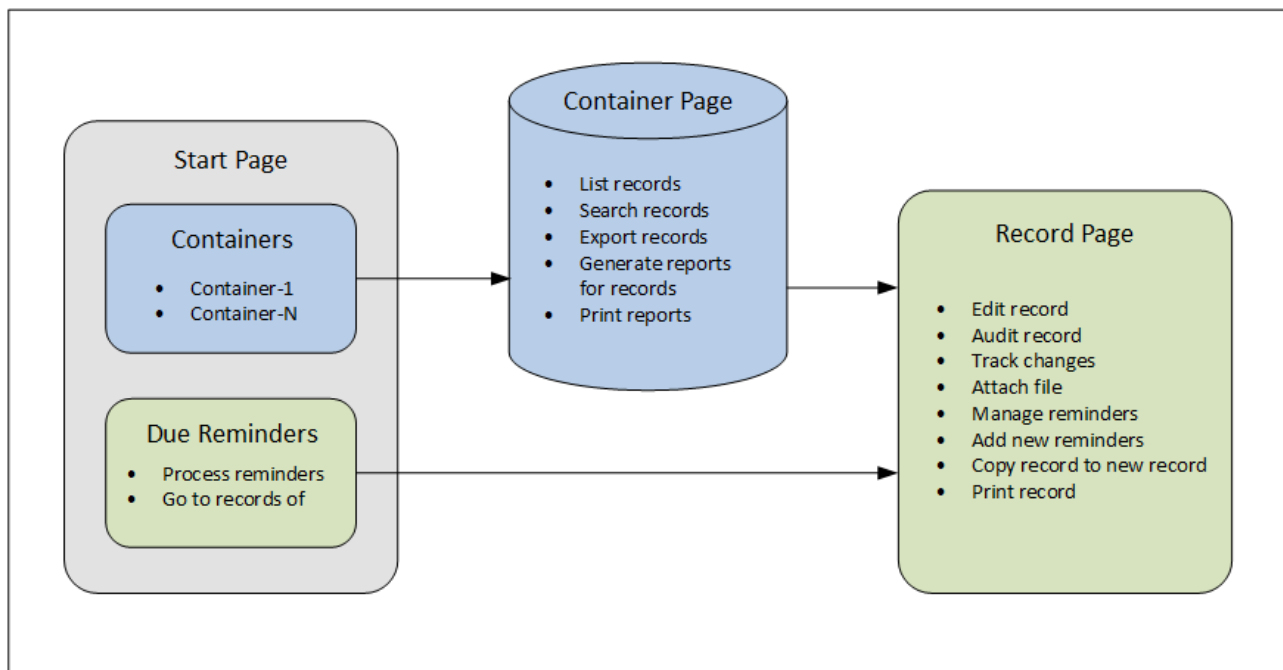 Start Page
Containers
• Container-1
• Container-N
Due Reminders
• Process reminders
• Go to records of
Container Page
• List records
• Search records
• Export records
• Generate reports
for records
• Print reports
Record Page
• Edit record
• Audit record
• Track changes
• Attach file
• Manage reminders
• Add new reminders
• Copy record to new record
• Print record